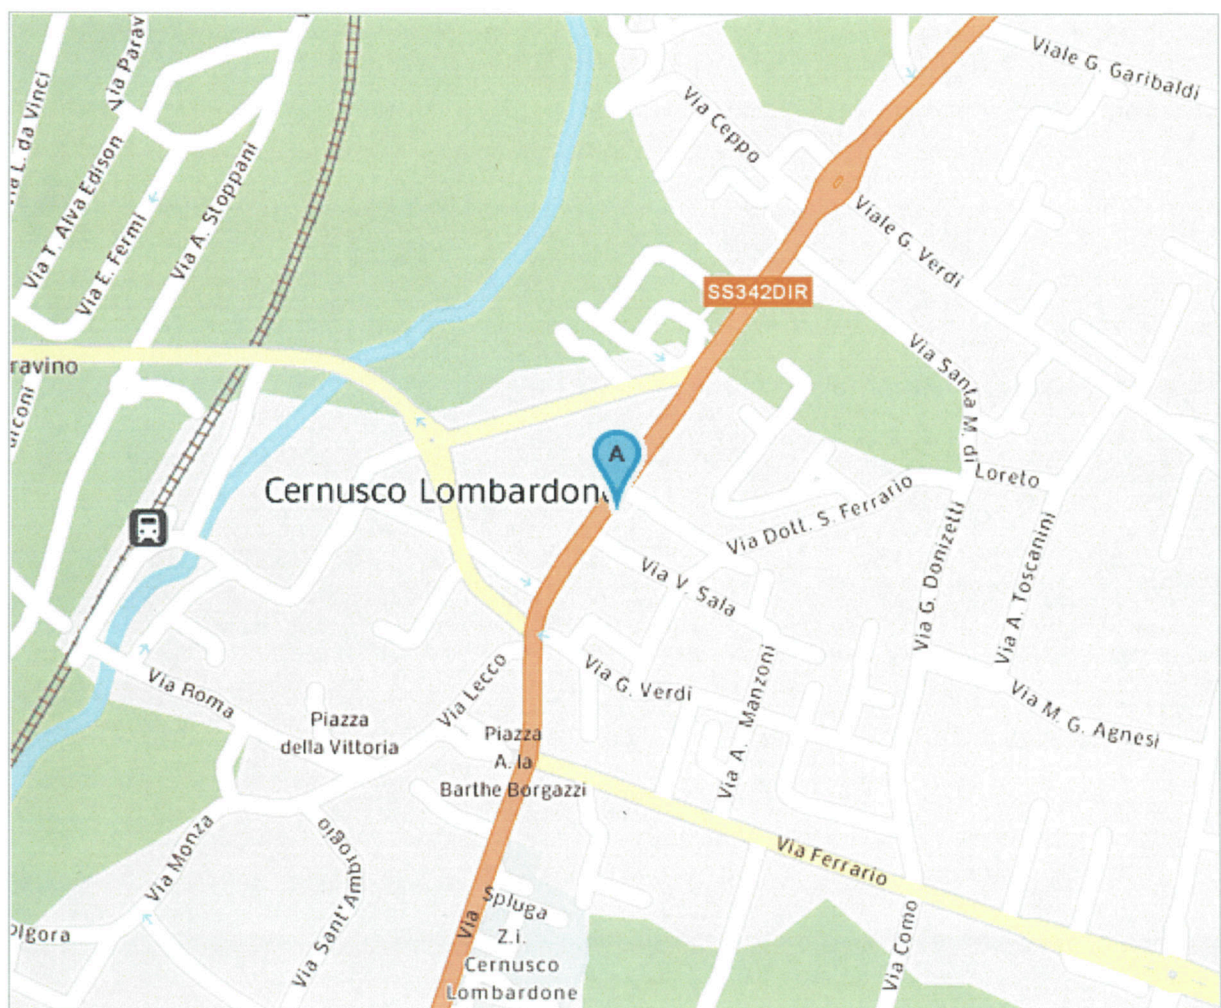 Viale G. Garibaldi
Via Parav
Via L. da Vinci
Via Ceppo
Via T. Alva Edison
Via A. Stoppani
Via E. Fermi
Viale G. Verdi
SS342DIR
ravino
Via Santa M. di Loreto
A
Cernusco Lombardone
Via Dott. S. Ferrario
Via G. Donizetti
Via A. Toscanini
Via V. Sala
Via Lecco
Via G. Verdi
Via A. Manzoni
Via Roma
Via M. G. Agnesi
Piazza
della Vittoria
Piazza
A. la
Barthe Borgazzi
Via Monza
Via Sant'Ambrogio
Via Ferrario
Via Spluga
Via Como
olgora
Z.i.
Cernusco
Lombardone